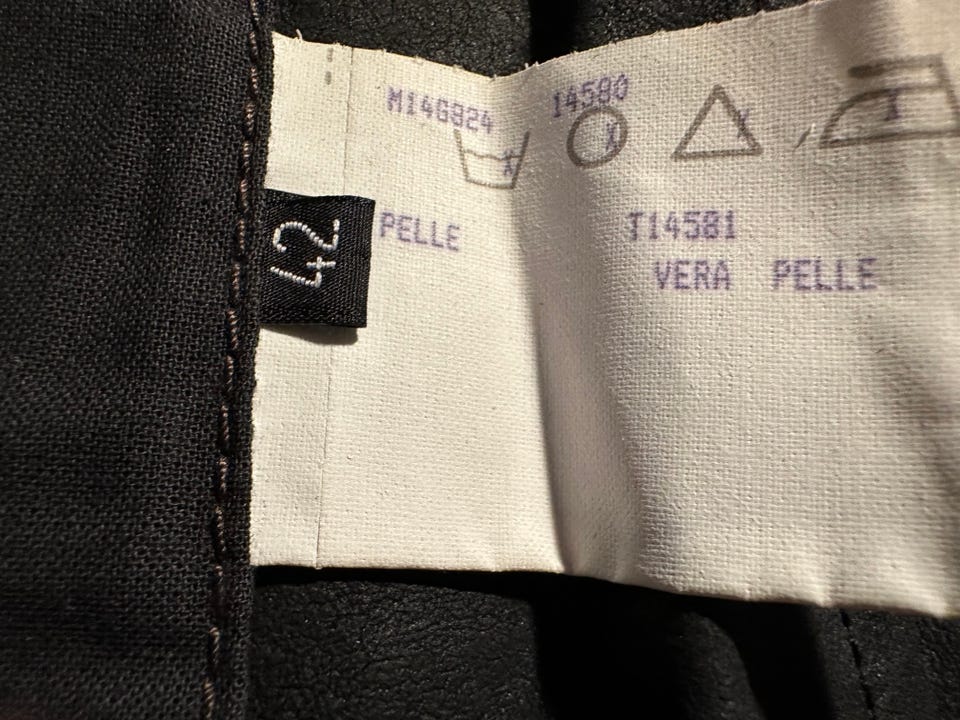 M14G824 14580
X X X X
42
PELLE T14581
VERA PELLE